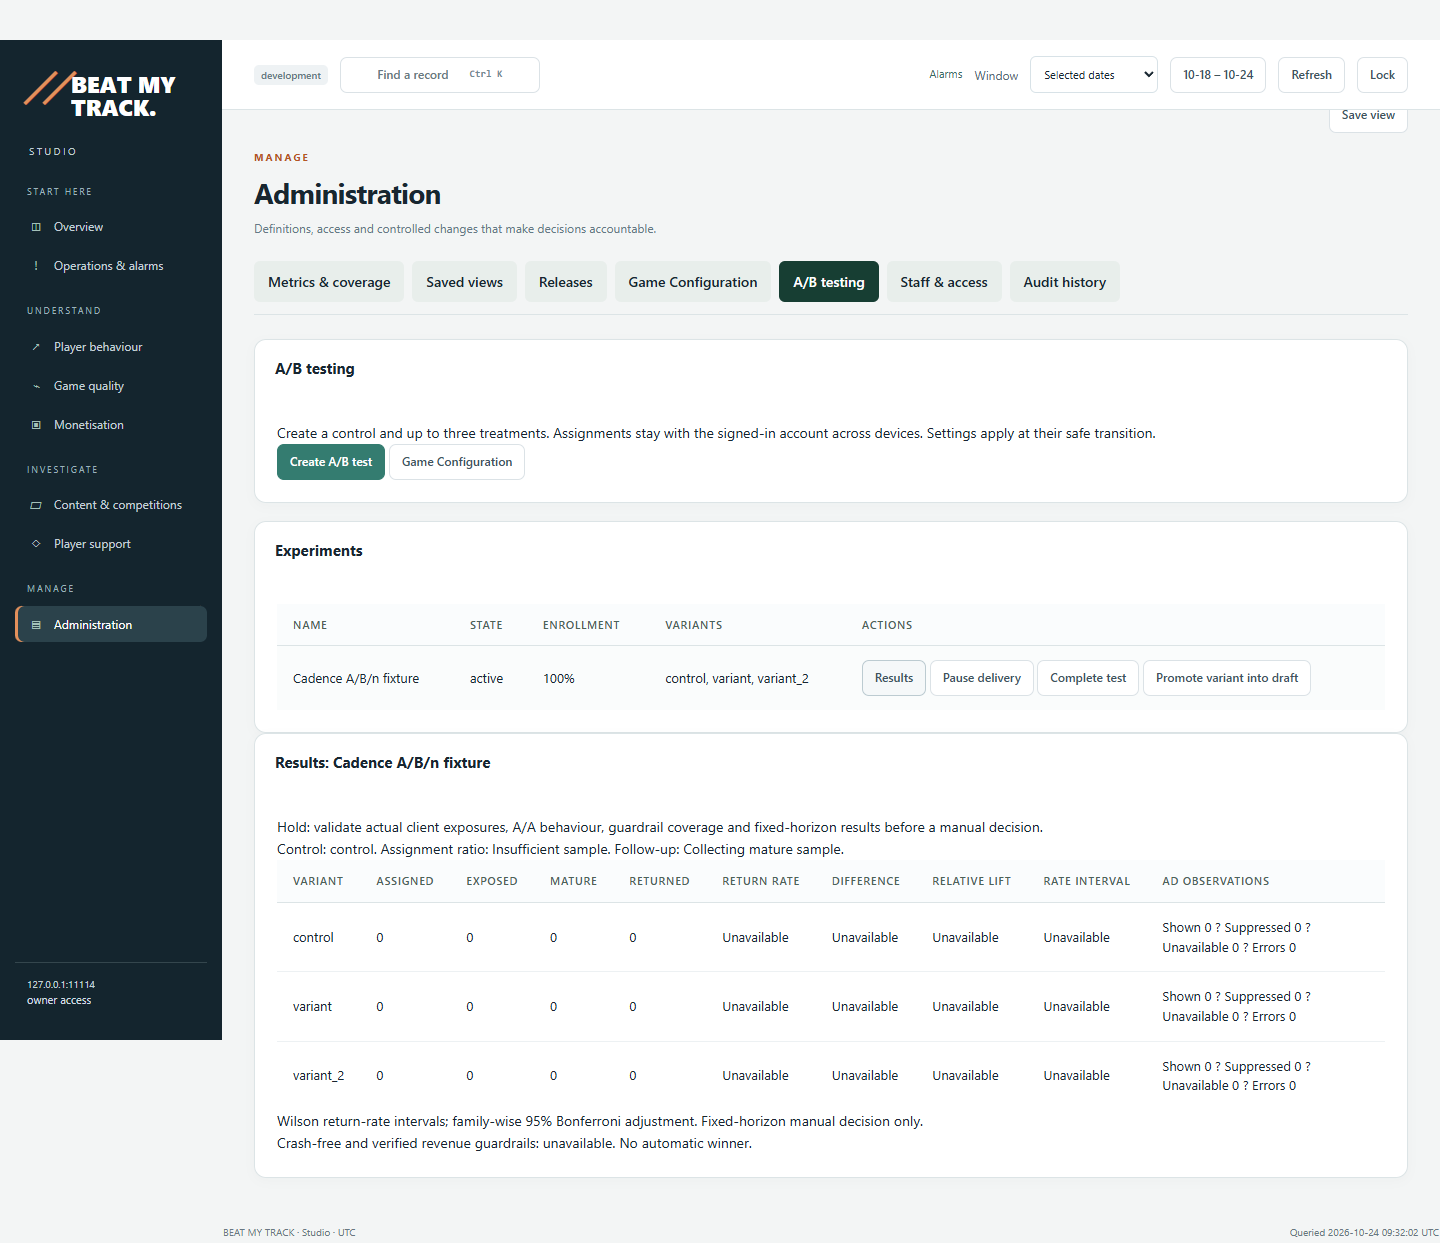 BEAT MY
TRACK.
STUDIO
START HERE
Overview
! Operations & alarms
UNDERSTAND
Player behaviour
Game quality
Monetisation
INVESTIGATE
Content & competitions
Player support
MANAGE
Administration
127.0.0.1:11114
owner access
development
Find a record Ctrl K
Alarms Window Selected dates 10-18 – 10-24 Refresh Lock
Save view
MANAGE
Administration
Definitions, access and controlled changes that make decisions accountable.
Metrics & coverage Saved views Releases Game Configuration A/B testing Staff & access Audit history
A/B testing
Create a control and up to three treatments. Assignments stay with the signed-in account across devices. Settings apply at their safe transition.
Create A/B test Game Configuration
Experiments
NAME STATE ENROLLMENT VARIANTS ACTIONS
Cadence A/B/n fixture active 100% control, variant, variant_2 Results Pause delivery Complete test Promote variant into draft
Results: Cadence A/B/n fixture
Hold: validate actual client exposures, A/A behaviour, guardrail coverage and fixed-horizon results before a manual decision.
Control: control. Assignment ratio: Insufficient sample. Follow-up: Collecting mature sample.
VARIANT ASSIGNED EXPOSED MATURE RETURNED RETURN RATE DIFFERENCE RELATIVE LIFT RATE INTERVAL AD OBSERVATIONS
control 0 0 0 0 Unavailable Unavailable Unavailable Unavailable Shown 0 ? Suppressed 0 ?
Unavailable 0 ? Errors 0
variant 0 0 0 0 Unavailable Unavailable Unavailable Unavailable Shown 0 ? Suppressed 0 ?
Unavailable 0 ? Errors 0
variant_2 0 0 0 0 Unavailable Unavailable Unavailable Unavailable Shown 0 ? Suppressed 0 ?
Unavailable 0 ? Errors 0
Wilson return-rate intervals; family-wise 95% Bonferroni adjustment. Fixed-horizon manual decision only.
Crash-free and verified revenue guardrails: unavailable. No automatic winner.
BEAT MY TRACK · Studio · UTC
Queried 2026-10-24 09:32:02 UTC